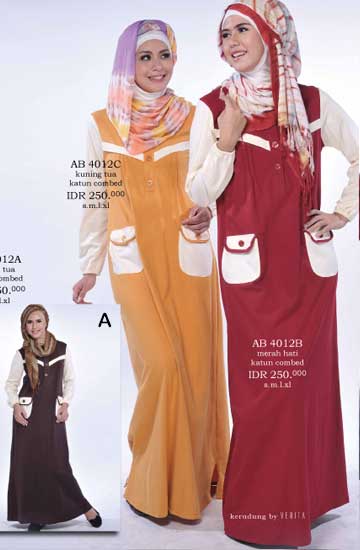 AB 4012C
kuning tua
katun combed
IDR 250.000
a.m.l.xl
012A
tua
combed
50.000
l.xl
A
AB 4012B
merah hati
katun combed
IDR 250.000
a.m.l.xl
kerudung by VERITA